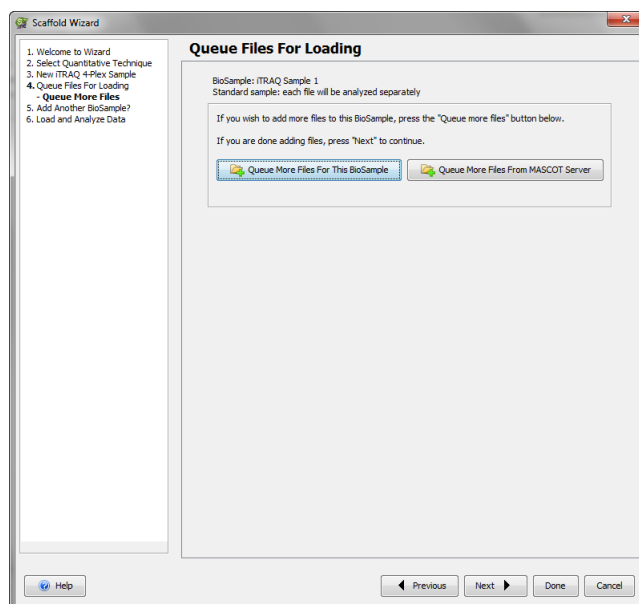 Scaffold Wizard
1. Welcome to Wizard
2. Select Quantitative Technique
3. New iTRAQ 4-Plex Sample
4. Queue Files For Loading
- Queue More Files
5. Add Another BioSample?
6. Load and Analyze Data
Queue Files For Loading
BioSample: iTRAQ Sample 1
Standard sample: each file will be analyzed separately
If you wish to add more files to this BioSample, press the "Queue more files" button below.
If you are done adding files, press "Next" to continue.
Queue More Files For This BioSample
Queue More Files From MASCOT Server
Help
Previous
Next
Done
Cancel